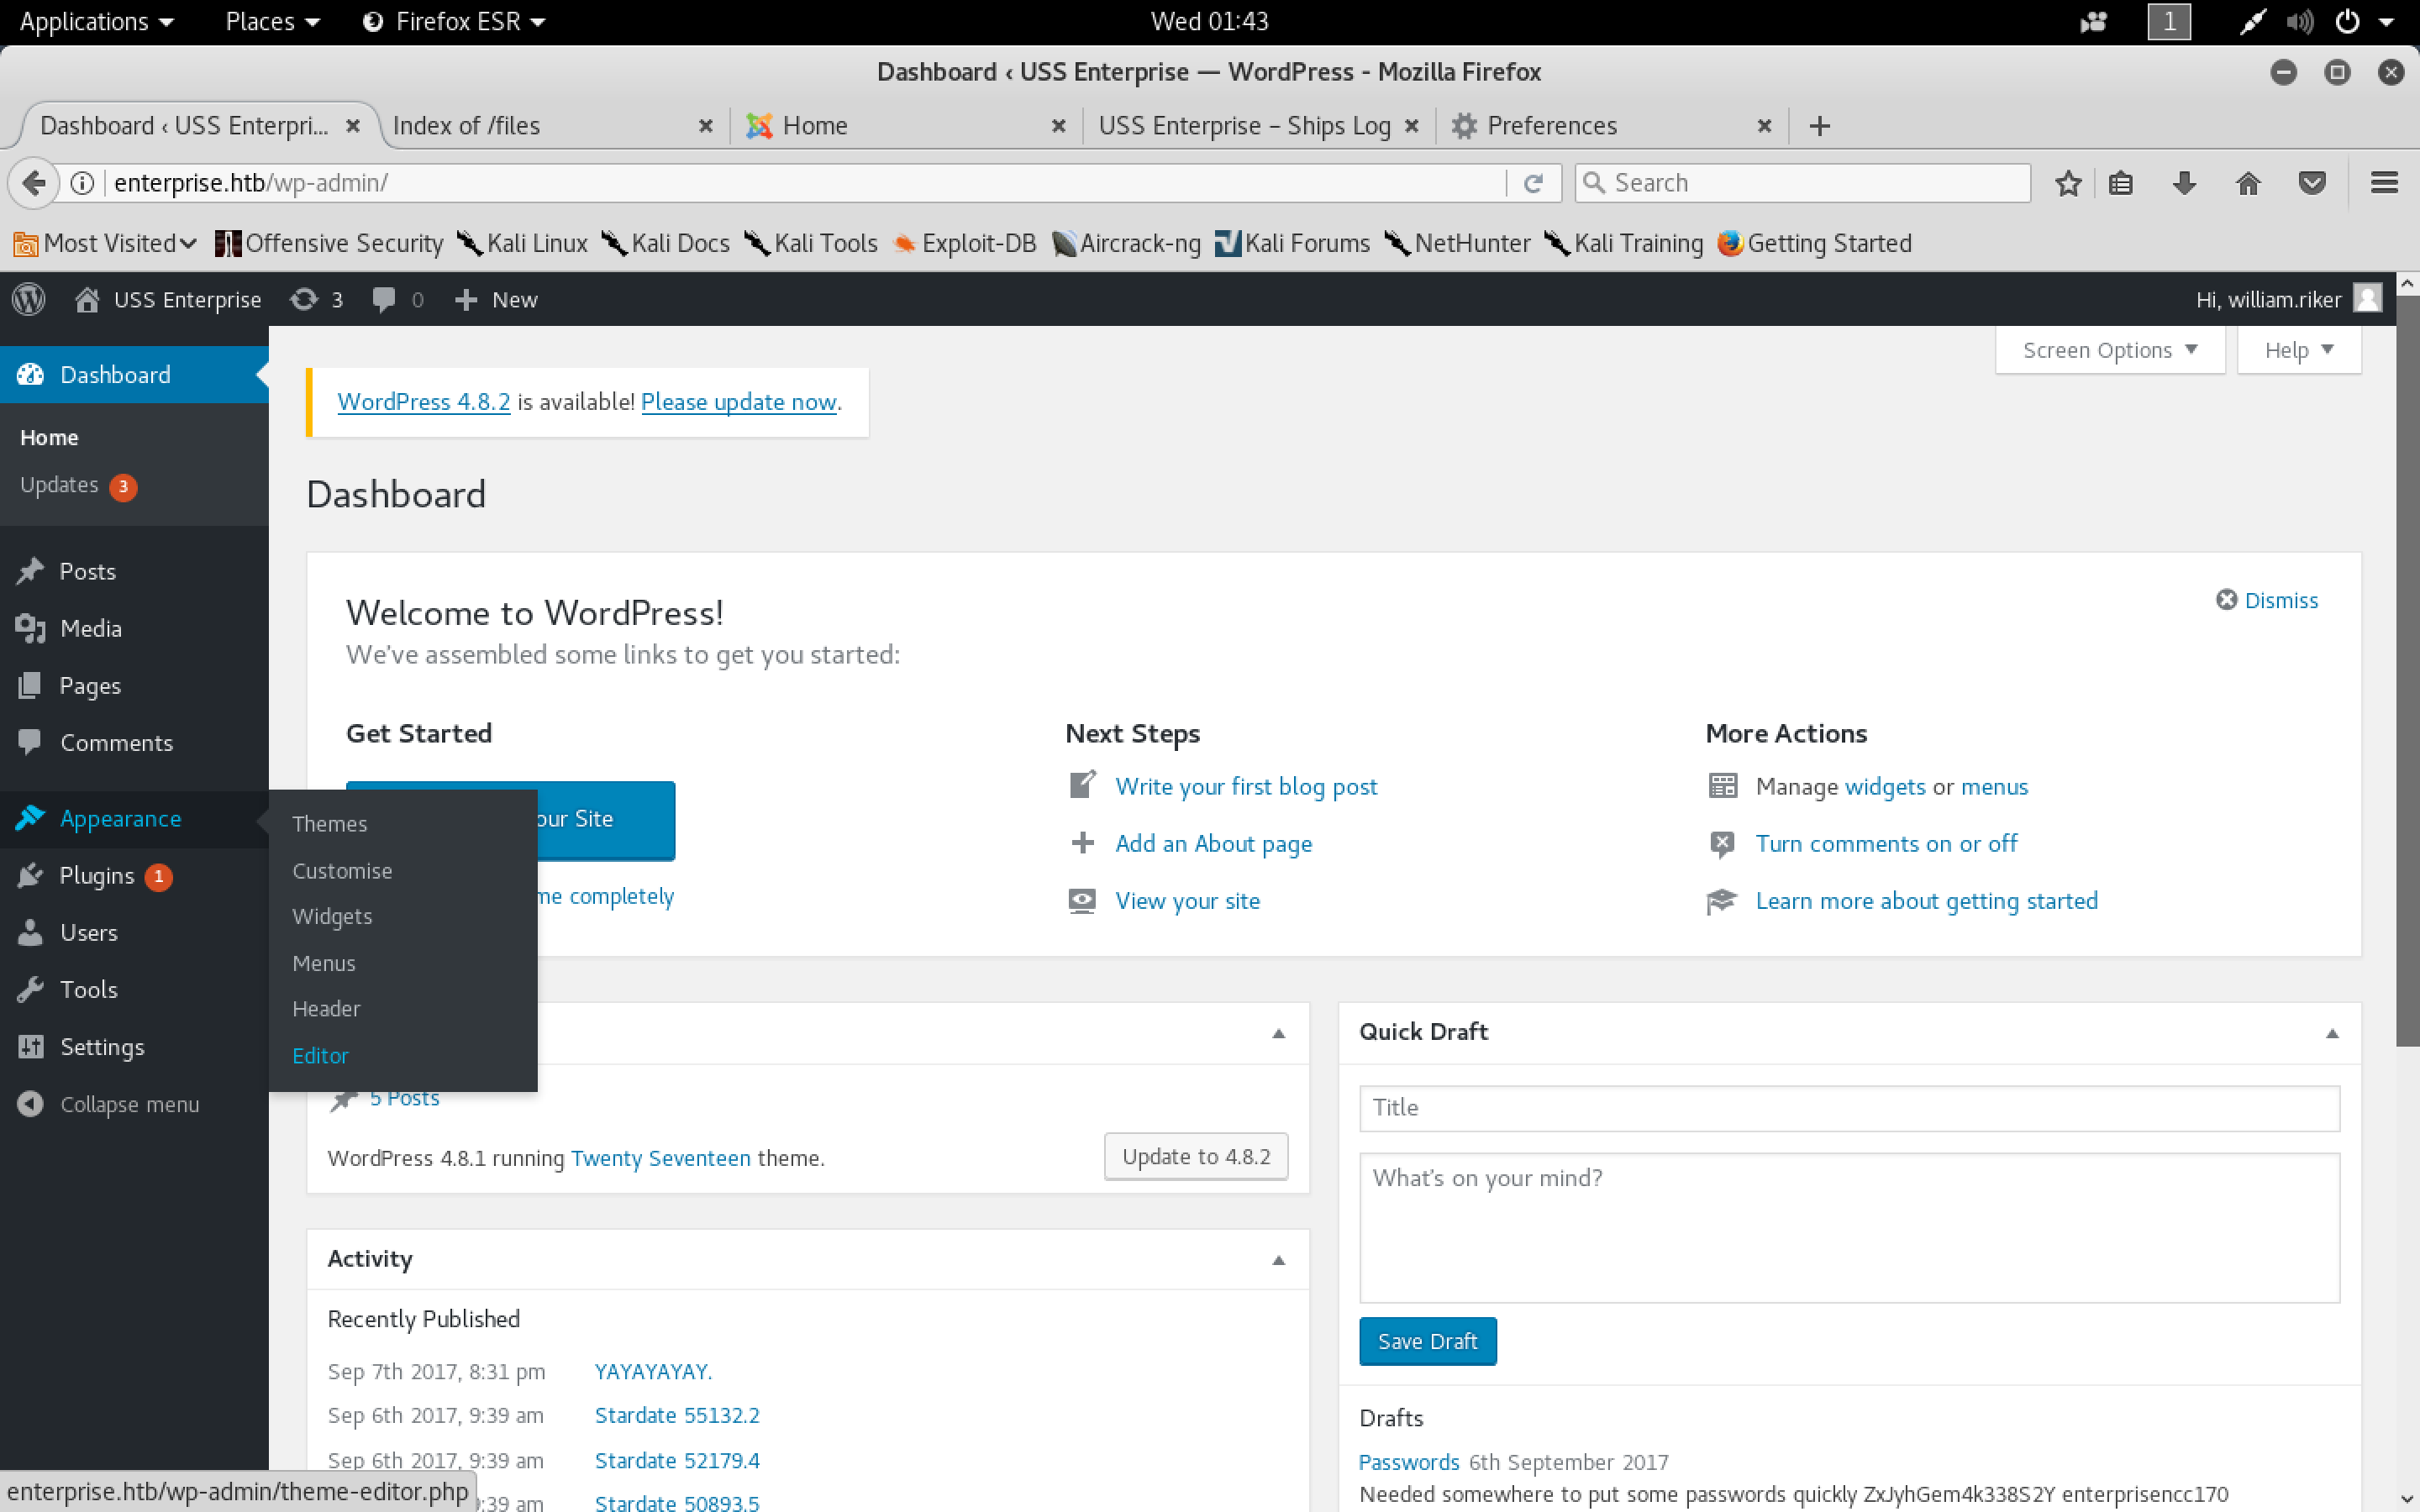 Applications Places Firefox ESR Wed 01:43 1
Dashboard ‹ USS Enterprise — WordPress - Mozilla Firefox
Dashboard ‹ USS Enterpri... Index of /files Home USS Enterprise – Ships Log Preferences
enterprise.htb/wp-admin/ Search
Most Visited Offensive Security Kali Linux Kali Docs Kali Tools Exploit-DB Aircrack-ng Kali Forums NetHunter Kali Training Getting Started
USS Enterprise 3 0 New Hi, william.riker
Screen Options Help
Dashboard
Home
Updates 3
Posts
Media
Pages
Comments
Appearance
Plugins 1
Users
Tools
Settings
Collapse menu
Themes
Customise
Widgets
Menus
Header
Editor
WordPress 4.8.2 is available! Please update now.
Dashboard
Welcome to WordPress!
We've assembled some links to get you started:
Dismiss
Get Started
our Site
me completely
Next Steps
Write your first blog post
Add an About page
View your site
More Actions
Manage widgets or menus
Turn comments on or off
Learn more about getting started
5 Posts
WordPress 4.8.1 running Twenty Seventeen theme.
Update to 4.8.2
Activity
Recently Published
Sep 7th 2017, 8:31 pm YAYAYAYAY.
Sep 6th 2017, 9:39 am Stardate 55132.2
Sep 6th 2017, 9:39 am Stardate 52179.4
:39 am Stardate 50893.5
Quick Draft
Title
What's on your mind?
Save Draft
Drafts
Passwords 6th September 2017
Needed somewhere to put some passwords quickly ZxJyhGem4k338S2Y enterprisencc170
enterprise.htb/wp-admin/theme-editor.php